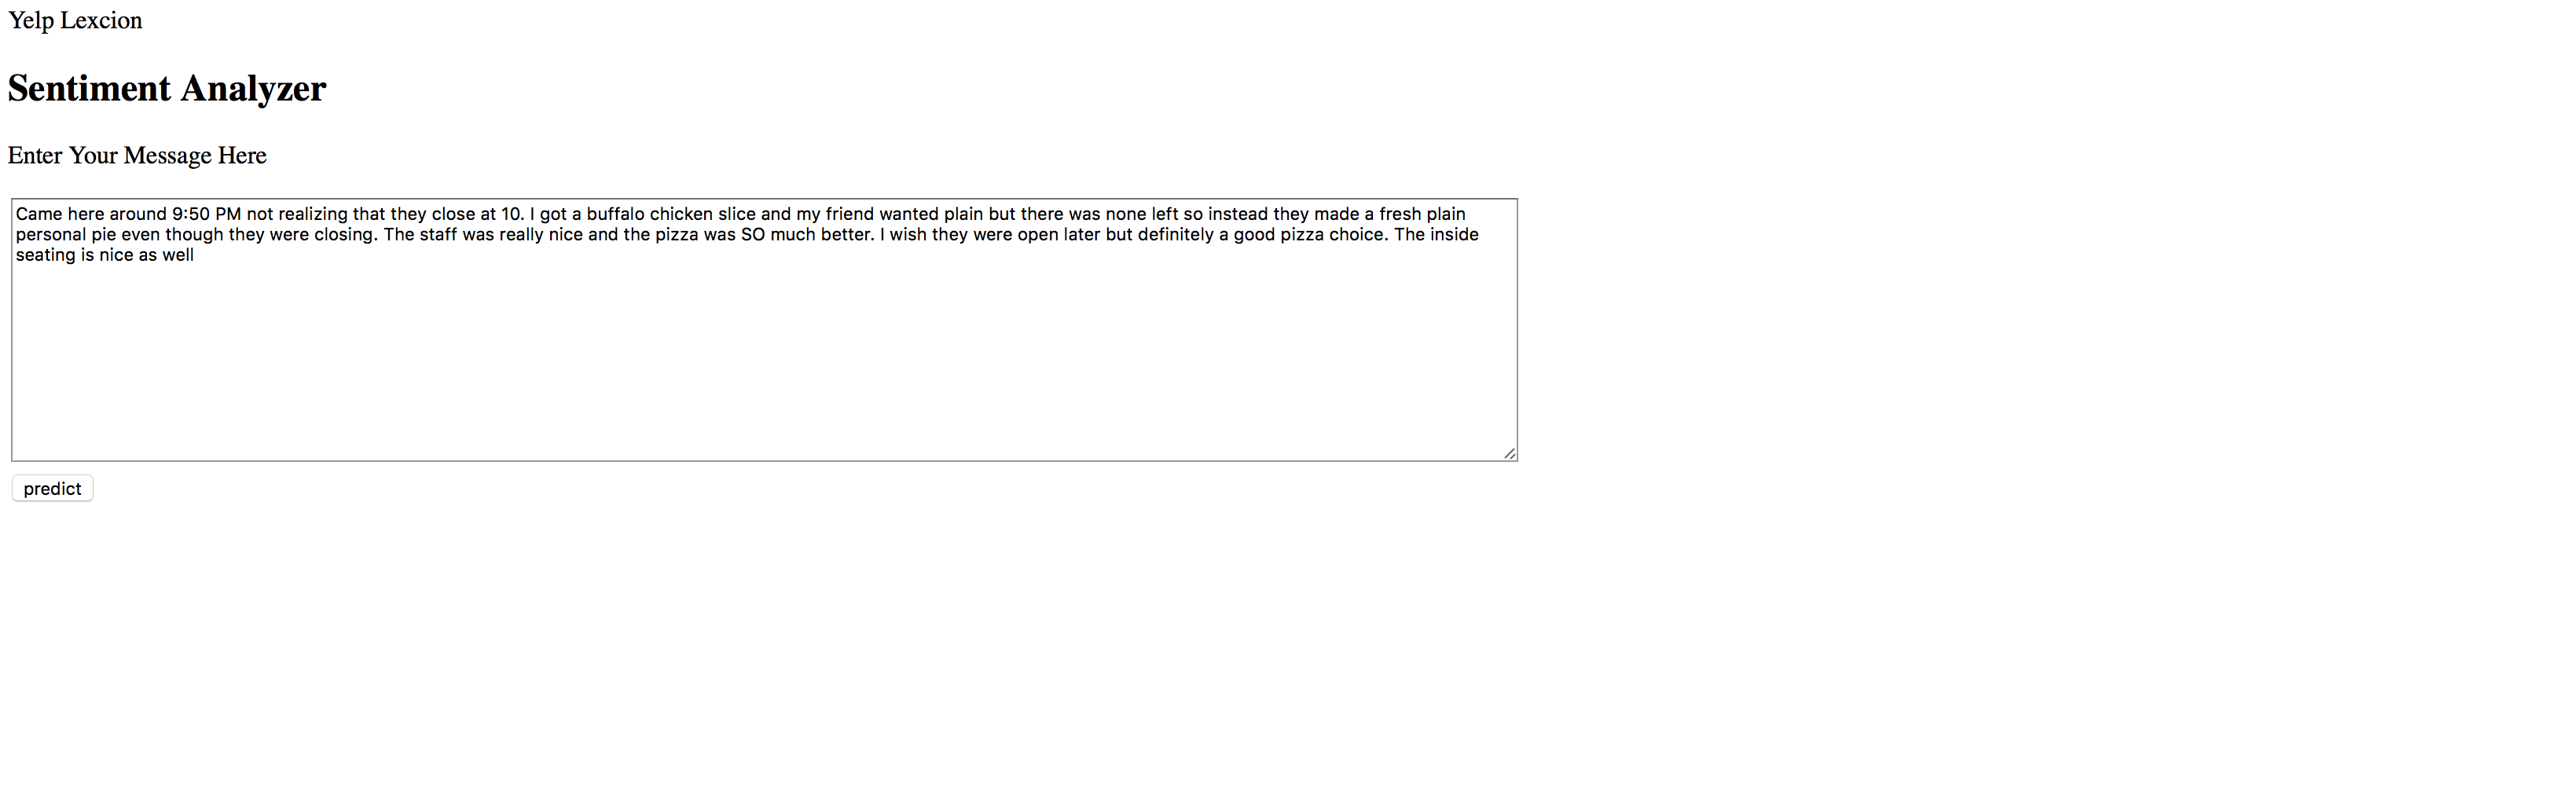 Yelp Lexcion
Sentiment Analyzer
Enter Your Message Here
Came here around 9:50 PM not realizing that they close at 10. I got a buffalo chicken slice and my friend wanted plain but there was none left so instead they made a fresh plain
personal pie even though they were closing. The staff was really nice and the pizza was SO much better. I wish they were open later but definitely a good pizza choice. The inside
seating is nice as well
predict